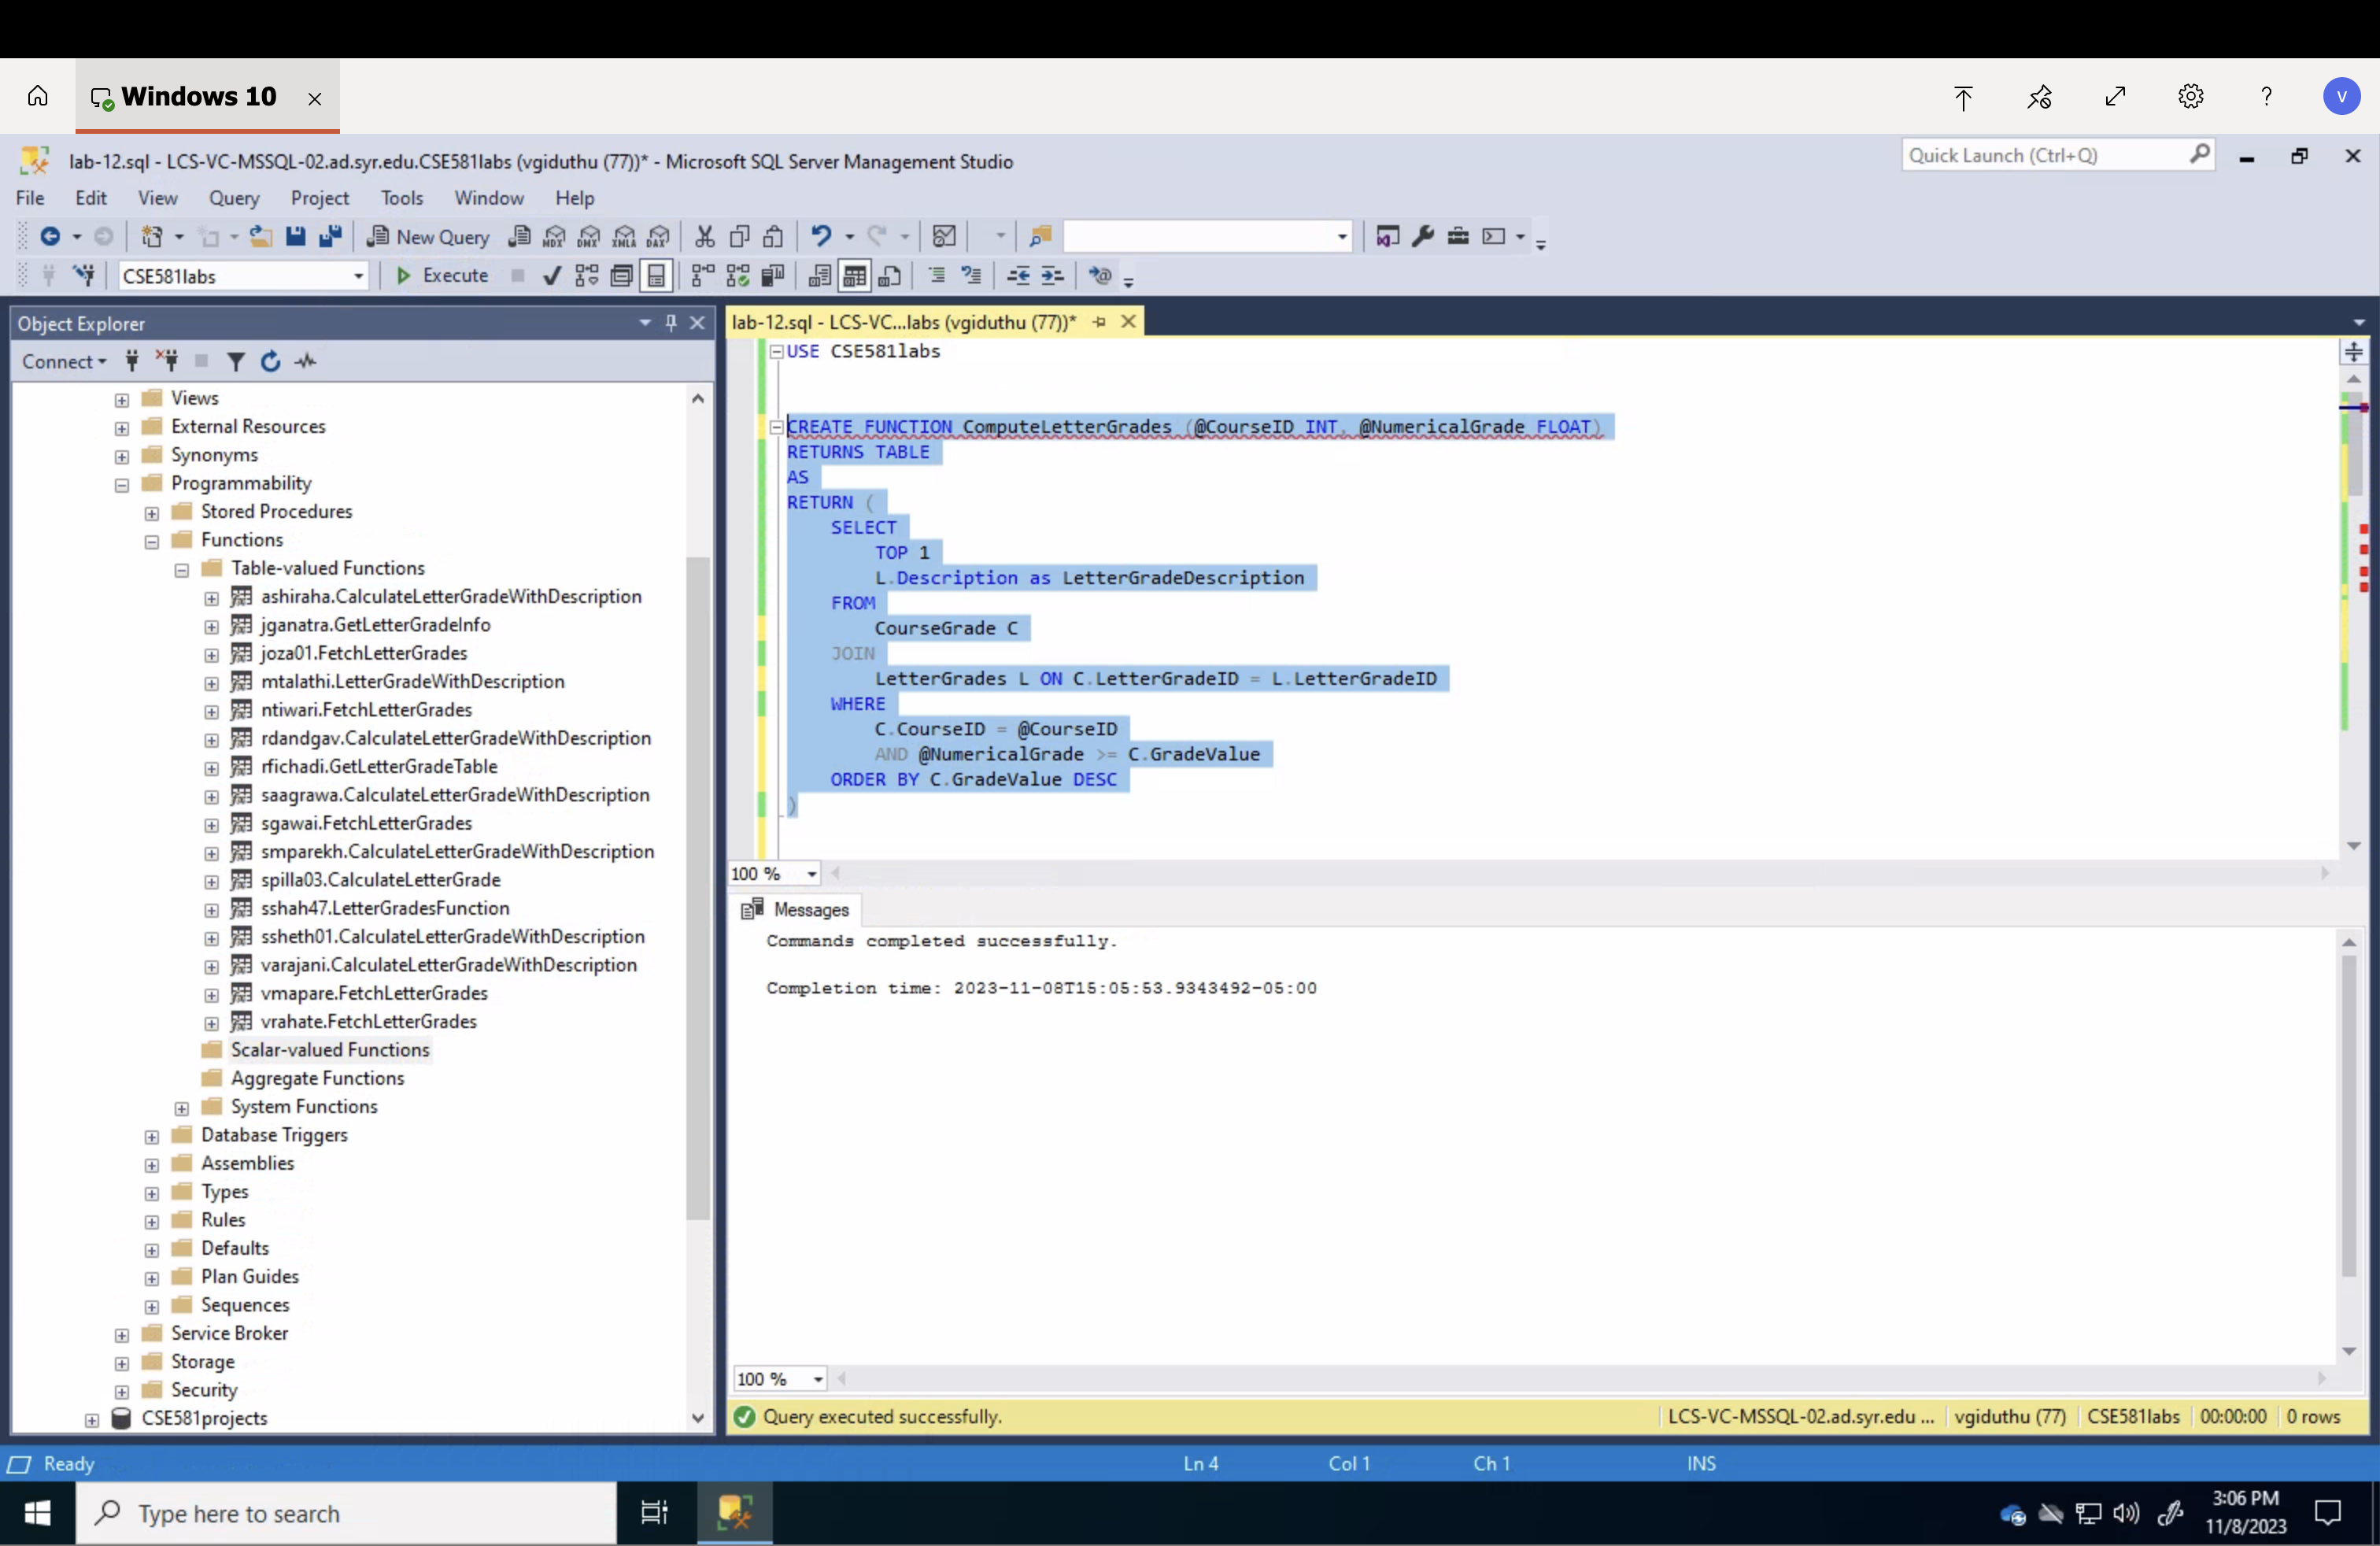 Windows 10
V
lab-12.sql - LCS-VC-MSSQL-02.ad.syr.edu.CSE581labs (vgiduthu (77))* - Microsoft SQL Server Management Studio
Quick Launch (Ctrl+Q)
File Edit View Query Project Tools Window Help
New Query MDX DMX XMLA DAX
CSE581labs Execute
Object Explorer
Connect
Views
External Resources
Synonyms
Programmability
Stored Procedures
Functions
Table-valued Functions
ashiraha.CalculateLetterGradeWithDescription
jganatra.GetLetterGradeInfo
joza01.FetchLetterGrades
mtalathi.LetterGradeWithDescription
ntiwari.FetchLetterGrades
rdandgav.CalculateLetterGradeWithDescription
rfichadi.GetLetterGradeTable
saagrawa.CalculateLetterGradeWithDescription
sgawai.FetchLetterGrades
smparekh.CalculateLetterGradeWithDescription
spilla03.CalculateLetterGrade
sshah47.LetterGradesFunction
ssheth01.CalculateLetterGradeWithDescription
varajani.CalculateLetterGradeWithDescription
vmapare.FetchLetterGrades
vrahate.FetchLetterGrades
Scalar-valued Functions
Aggregate Functions
System Functions
Database Triggers
Assemblies
Types
Rules
Defaults
Plan Guides
Sequences
Service Broker
Storage
Security
CSE581projects
lab-12.sql - LCS-VC...labs (vgiduthu (77))*
USE CSE581labs
CREATE FUNCTION ComputeLetterGrades (@CourseID INT, @NumericalGrade FLOAT)
RETURNS TABLE
AS
RETURN (
SELECT
TOP 1
L.Description as LetterGradeDescription
FROM
CourseGrade C
JOIN
LetterGrades L ON C.LetterGradeID = L.LetterGradeID
WHERE
C.CourseID = @CourseID
AND @NumericalGrade >= C.GradeValue
ORDER BY C.GradeValue DESC
)
100 %
Messages
Commands completed successfully.
Completion time: 2023-11-08T15:05:53.9343492-05:00
100 %
Query executed successfully. LCS-VC-MSSQL-02.ad.syr.edu ... vgiduthu (77) CSE581labs 00:00:00 0 rows
Ready Ln 4 Col 1 Ch 1 INS
Type here to search
3:06 PM
11/8/2023